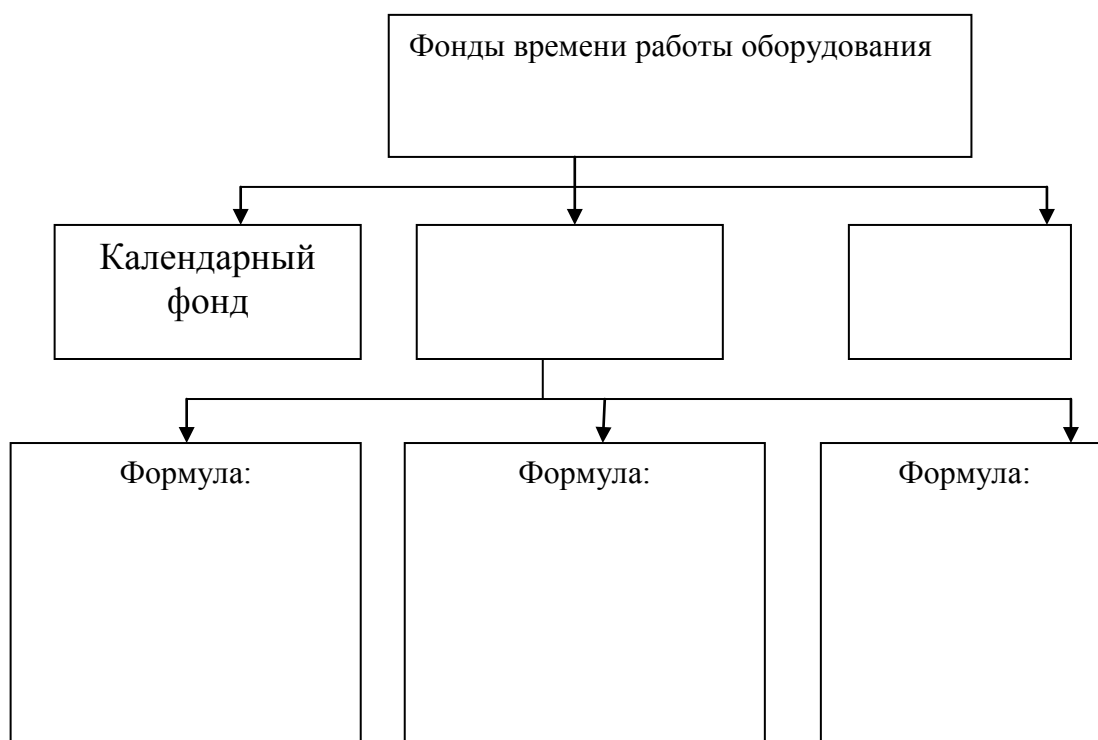 Фонды времени работы оборудования
Календарный
фонд
Формула:
Формула:
Формула: